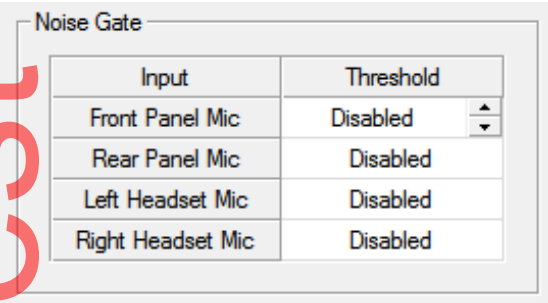 Noise Gate
Input Threshold
Front Panel Mic Disabled
Rear Panel Mic Disabled
Left Headset Mic Disabled
Right Headset Mic Disabled